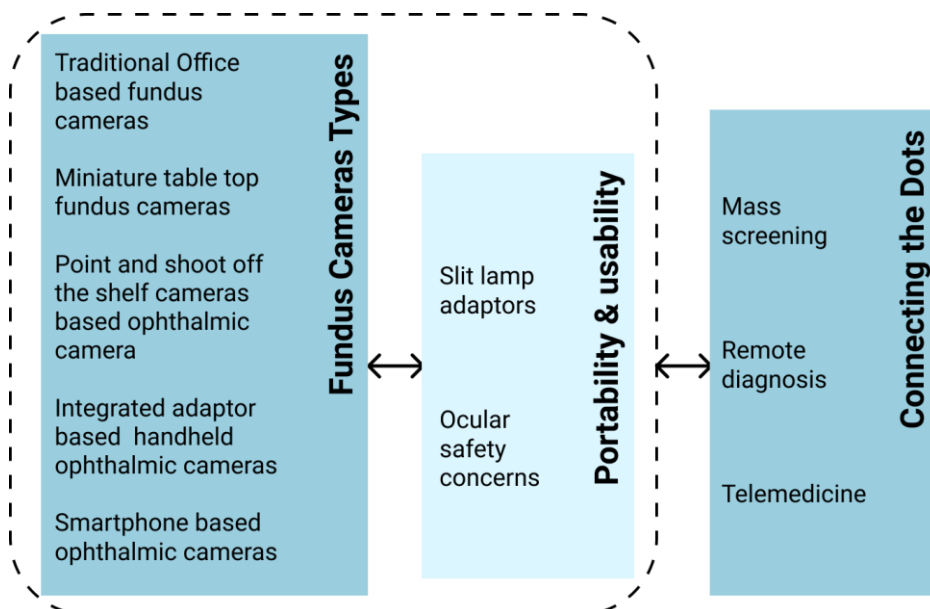 Traditional Office
based fundus
cameras
Miniature table top
fundus cameras
Point and shoot off
the shelf cameras
based ophthalmic
camera
Integrated adaptor
based handheld
ophthalmic cameras
Smartphone based
ophthalmic cameras
Fundus Cameras Types
Slit lamp
adaptors
Ocular
safety
concerns
Portability & usability
Mass
screening
Remote
diagnosis
Telemedicine
Connecting the Dots